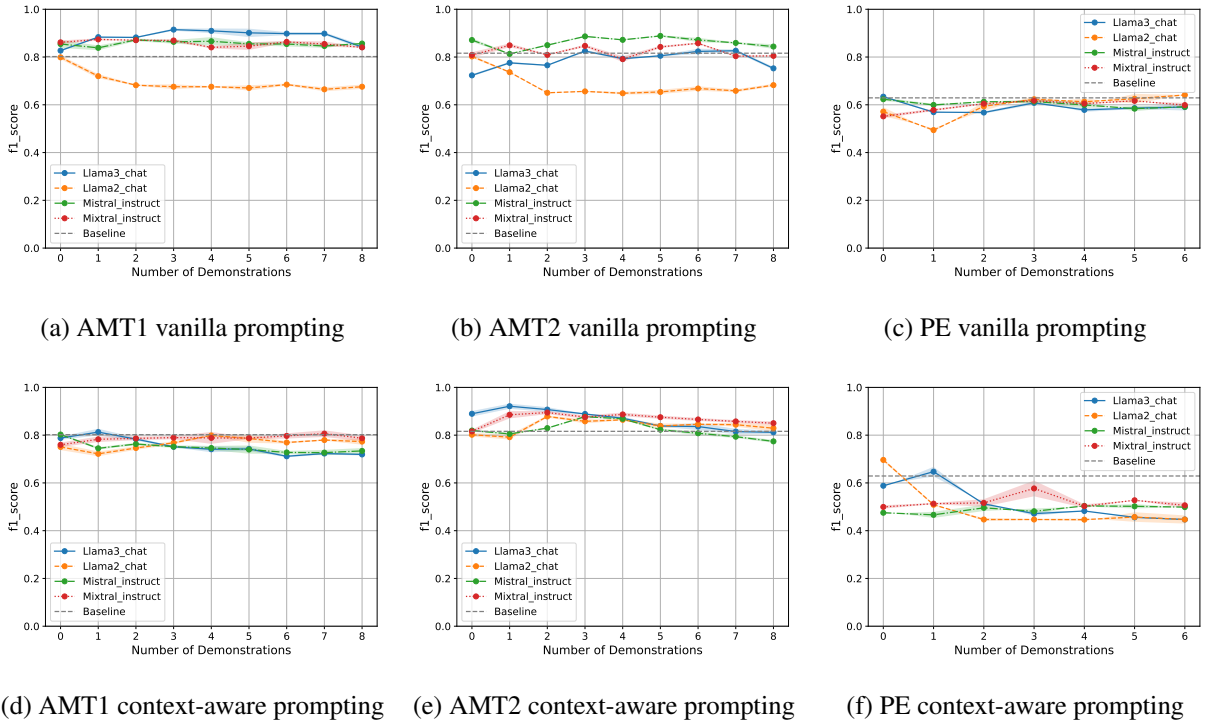 1.0
0.8
0.6
0.4
0.2
0.0
f1_score
Llama3_chat
Llama2_chat
Mistral_instruct
Mixtral_instruct
Baseline
0 1 2 3 4 5 6 7 8
Number of Demonstrations
(a) AMT1 vanilla prompting
1.0
0.8
0.6
0.4
0.2
0.0
f1_score
Llama3_chat
Llama2_chat
Mistral_instruct
Mixtral_instruct
Baseline
0 1 2 3 4 5 6 7 8
Number of Demonstrations
(b) AMT2 vanilla prompting
1.0
0.8
0.6
0.4
0.2
0.0
f1_score
Llama3_chat
Llama2_chat
Mistral_instruct
Mixtral_instruct
Baseline
0 1 2 3 4 5 6
Number of Demonstrations
(c) PE vanilla prompting
1.0
0.8
0.6
0.4
0.2
0.0
f1_score
Llama3_chat
Llama2_chat
Mistral_instruct
Mixtral_instruct
Baseline
0 1 2 3 4 5 6 7 8
Number of Demonstrations
(d) AMT1 context-aware prompting
1.0
0.8
0.6
0.4
0.2
0.0
f1_score
Llama3_chat
Llama2_chat
Mistral_instruct
Mixtral_instruct
Baseline
0 1 2 3 4 5 6 7 8
Number of Demonstrations
(e) AMT2 context-aware prompting
1.0
0.8
0.6
0.4
0.2
0.0
f1_score
Llama3_chat
Llama2_chat
Mistral_instruct
Mixtral_instruct
Baseline
0 1 2 3 4 5 6
Number of Demonstrations
(f) PE context-aware prompting